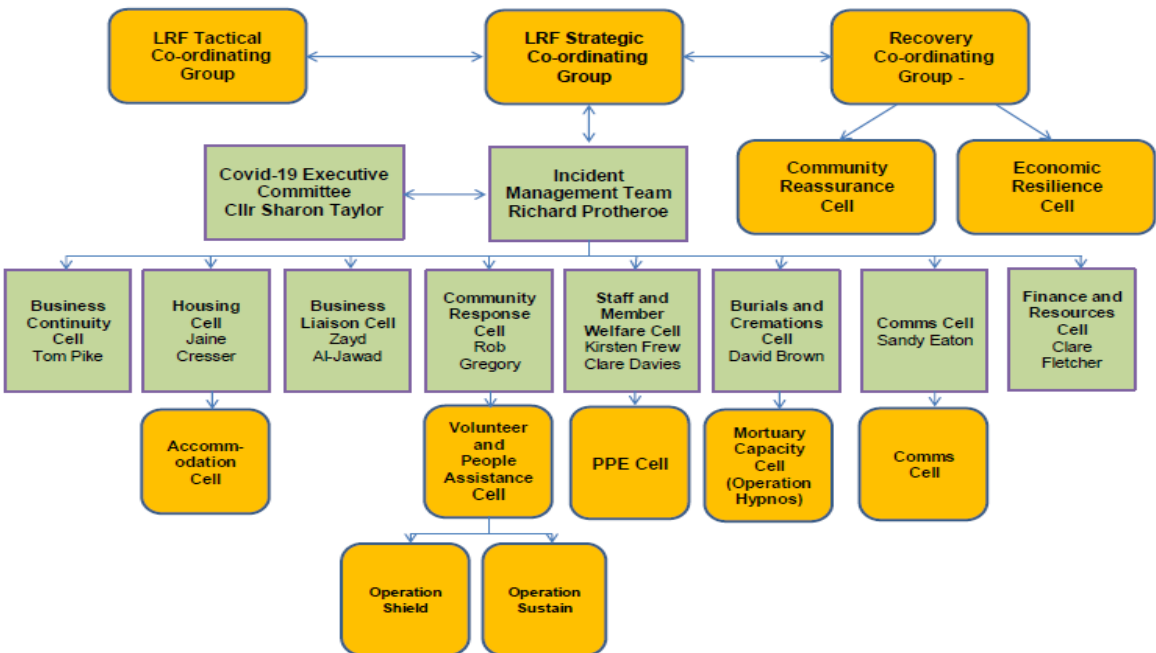 LRF Tactical
Co-ordinating
Group
LRF Strategic
Co-ordinating
Group
Recovery
Co-ordinating
Group -
Community
Reassurance
Cell
Economic
Resilience
Cell
Covid-19 Executive
Committee
Cllr Sharon Taylor
Incident
Management Team
Richard Protheroe
Business
Continuity
Cell
Tom Pike
Housing
Cell
Jaine
Cresser
Business
Liaison Cell
Zayd
Al-Jawad
Community
Response
Cell
Rob
Gregory
Staff and
Member
Welfare Cell
Kirsten Frew
Clare Davies
Burials and
Cremations
Cell
David Brown
Comms Cell
Sandy Eaton
Finance and
Resources
Cell
Clare
Fletcher
Accomm-
odation
Cell
Volunteer
and
People
Assistance
Cell
PPE Cell
Mortuary
Capacity
Cell
(Operation
Hypnos)
Comms
Cell
Operation
Shield
Operation
Sustain